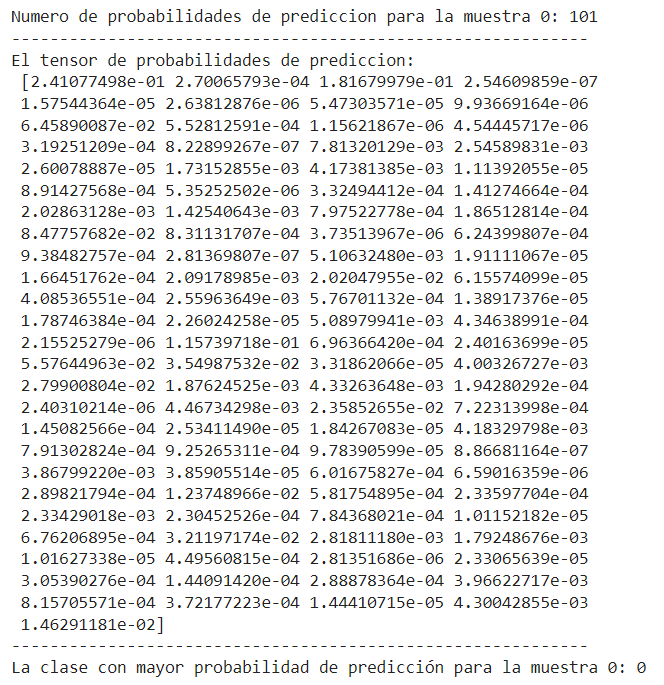 Numero de probabilidades de prediccion para la muestra 0: 101
----------------------------------------------------------
El tensor de probabilidades de prediccion:
[2.41077498e-01 2.70065793e-04 1.81679979e-01 2.54609859e-07
1.57544364e-05 2.63812876e-06 5.47303571e-05 9.93669164e-06
6.45890087e-02 5.52812591e-04 1.15621867e-06 4.54445717e-06
3.19251209e-04 8.22899267e-07 7.81320129e-03 2.54589831e-03
2.60078887e-05 1.73152855e-03 4.17381385e-03 1.11392055e-05
8.91427568e-04 5.35252502e-06 3.32494412e-04 1.41274664e-04
2.02863128e-03 1.42540643e-03 7.97522778e-04 1.86512814e-04
8.47757682e-02 8.31131707e-04 3.73513967e-06 6.24399807e-04
9.38482757e-04 2.81369807e-07 5.10632480e-03 1.91111067e-05
1.66451762e-04 2.09178985e-03 2.02047955e-02 6.15574099e-05
4.08536551e-04 2.55963649e-03 5.76701132e-04 1.38917376e-05
1.78746384e-04 2.26024258e-05 5.08979941e-03 4.34638991e-04
2.15525279e-06 1.15739718e-01 6.96366420e-04 2.40163699e-05
5.57644963e-02 3.54987532e-02 3.31862066e-05 4.00326727e-03
2.79900804e-02 1.87624525e-03 4.33263648e-03 1.94280292e-04
2.40310214e-06 4.46734298e-03 2.35852655e-02 7.22313998e-04
1.45082566e-04 2.53411490e-05 1.84267083e-05 4.18329798e-03
7.91302824e-04 9.25265311e-04 9.78390599e-05 8.86681164e-07
3.86799220e-03 3.85905514e-05 6.01675827e-04 6.59016359e-06
2.89821794e-04 1.23748966e-02 5.81754895e-04 2.33597704e-04
2.33429018e-03 2.30452526e-04 7.84368021e-04 1.01152182e-05
6.76206895e-04 3.21197174e-02 2.81811180e-03 1.79248676e-03
1.01627338e-05 4.49560815e-04 2.81351686e-06 2.33065639e-05
3.05390276e-04 1.44091420e-04 2.88878364e-04 3.96622717e-03
8.15705571e-04 3.72177223e-04 1.44410715e-05 4.30042855e-03
1.46291181e-02]
----------------------------------------------------------
La clase con mayor probabilidad de predicción para la muestra 0: 0